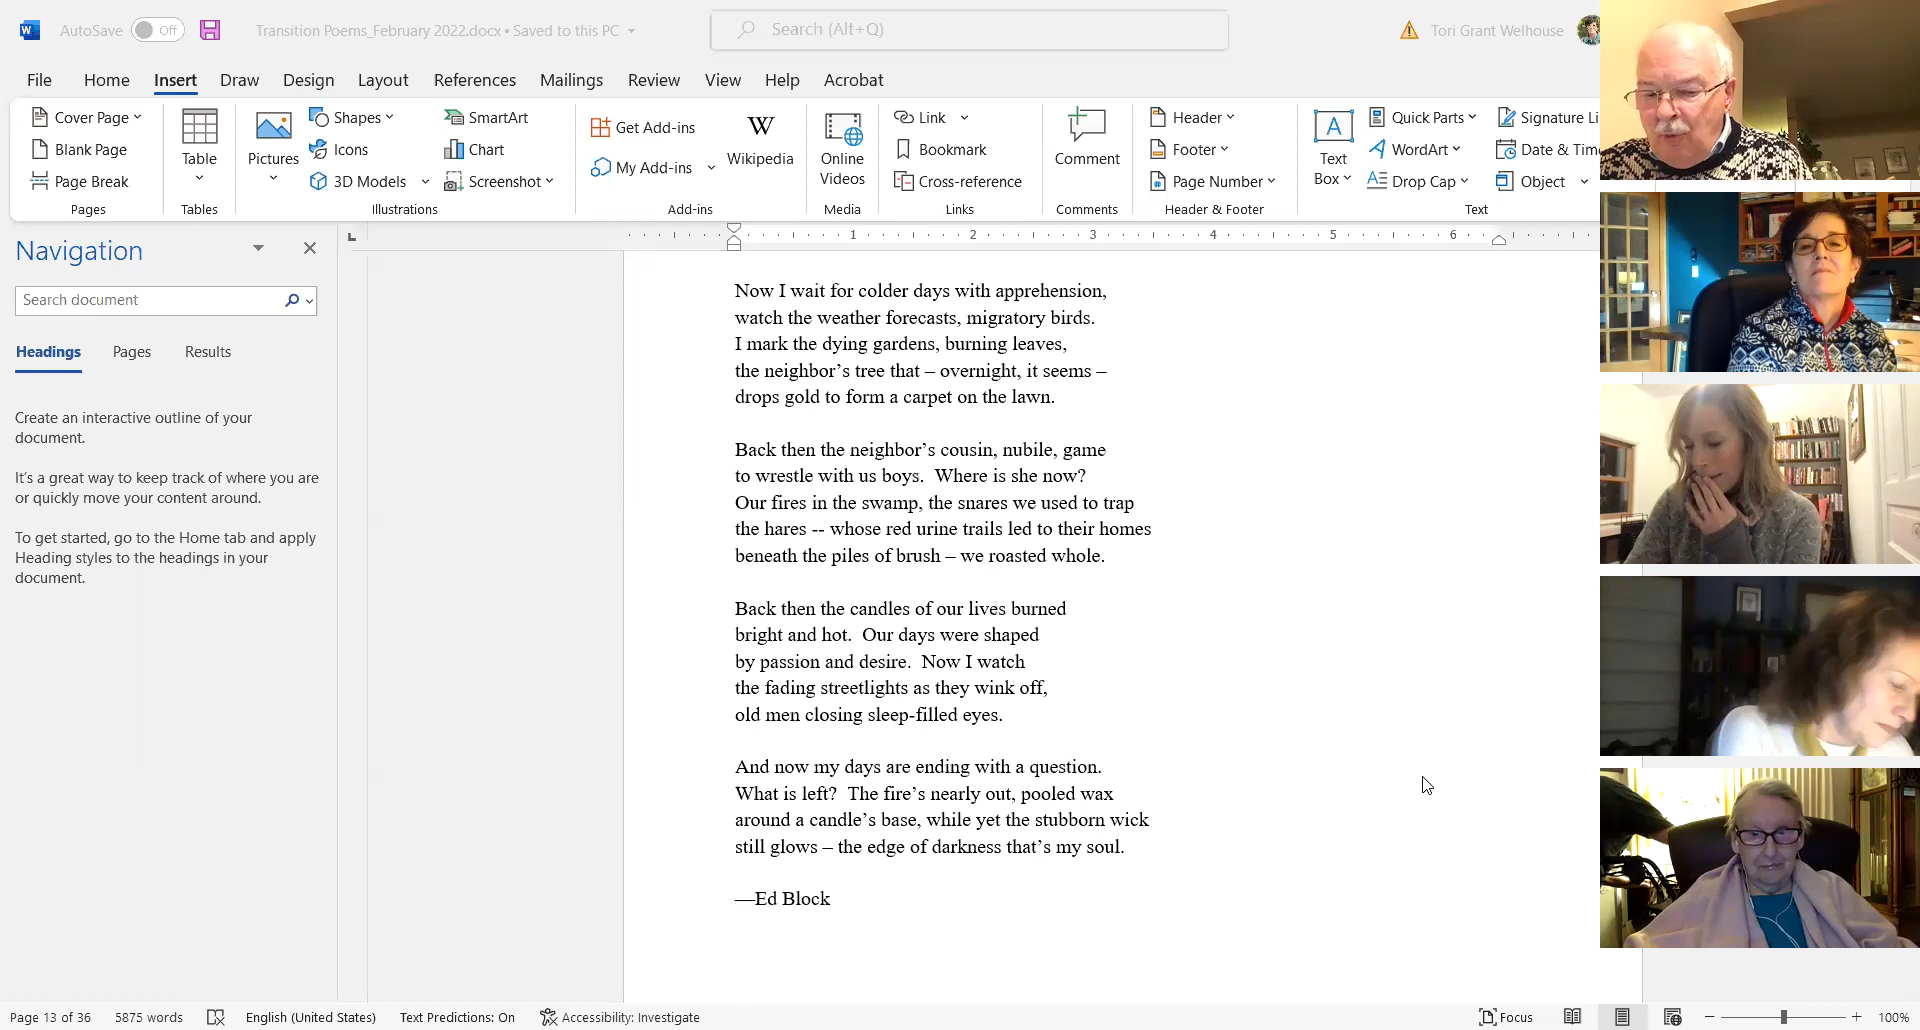 AutoSave Off Transition Poems_February 2022.docx • Saved to this PC Search (Alt+Q) Tori Grant Welhouse
File Home Insert Draw Design Layout References Mailings Review View Help Acrobat
Cover Page
Blank Page
Page Break
Pages
Table
Tables
Pictures
Shapes
Icons
3D Models
SmartArt
Chart
Screenshot
Illustrations
Get Add-ins
My Add-ins
W
Wikipedia
Add-ins
Online
Videos
Media
Link
Bookmark
Cross-reference
Links
Comment
Comments
Header
Footer
Page Number
Header & Footer
A
Text
Box
Quick Parts
WordArt
Drop Cap
Signature Li
Date & Tim
Object
Text
Navigation
Search document
Headings Pages Results
Create an interactive outline of your
document.
It's a great way to keep track of where you are
or quickly move your content around.
To get started, go to the Home tab and apply
Heading styles to the headings in your
document.
1 2 3 4 5 6
Now I wait for colder days with apprehension,
watch the weather forecasts, migratory birds.
I mark the dying gardens, burning leaves,
the neighbor's tree that – overnight, it seems –
drops gold to form a carpet on the lawn.
Back then the neighbor's cousin, nubile, game
to wrestle with us boys.  Where is she now?
Our fires in the swamp, the snares we used to trap
the hares -- whose red urine trails led to their homes
beneath the piles of brush – we roasted whole.
Back then the candles of our lives burned
bright and hot.  Our days were shaped
by passion and desire.  Now I watch
the fading streetlights as they wink off,
old men closing sleep-filled eyes.
And now my days are ending with a question.
What is left?  The fire's nearly out, pooled wax
around a candle's base, while yet the stubborn wick
still glows – the edge of darkness that's my soul.
—Ed Block
Page 13 of 36 5875 words English (United States) Text Predictions: On Accessibility: Investigate Focus 100%